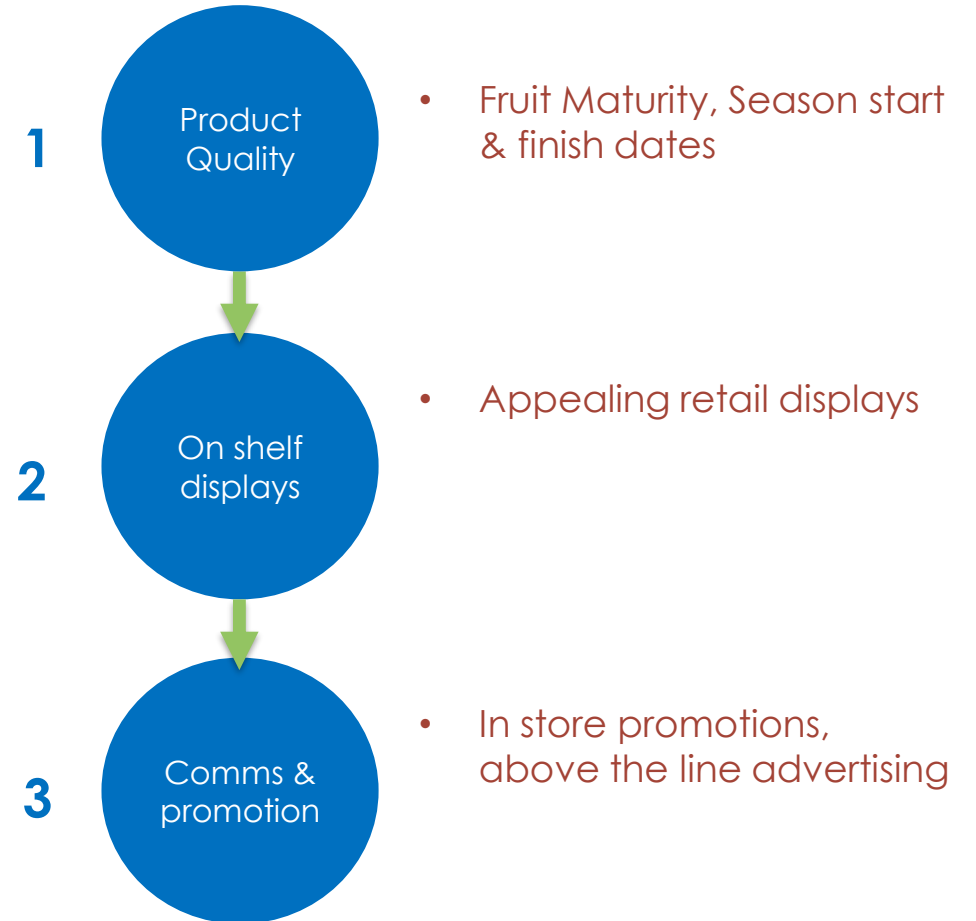 1
Product
Quality
• Fruit Maturity, Season start
& finish dates
2
On shelf
displays
• Appealing retail displays
3
Comms &
promotion
• In store promotions,
above the line advertising